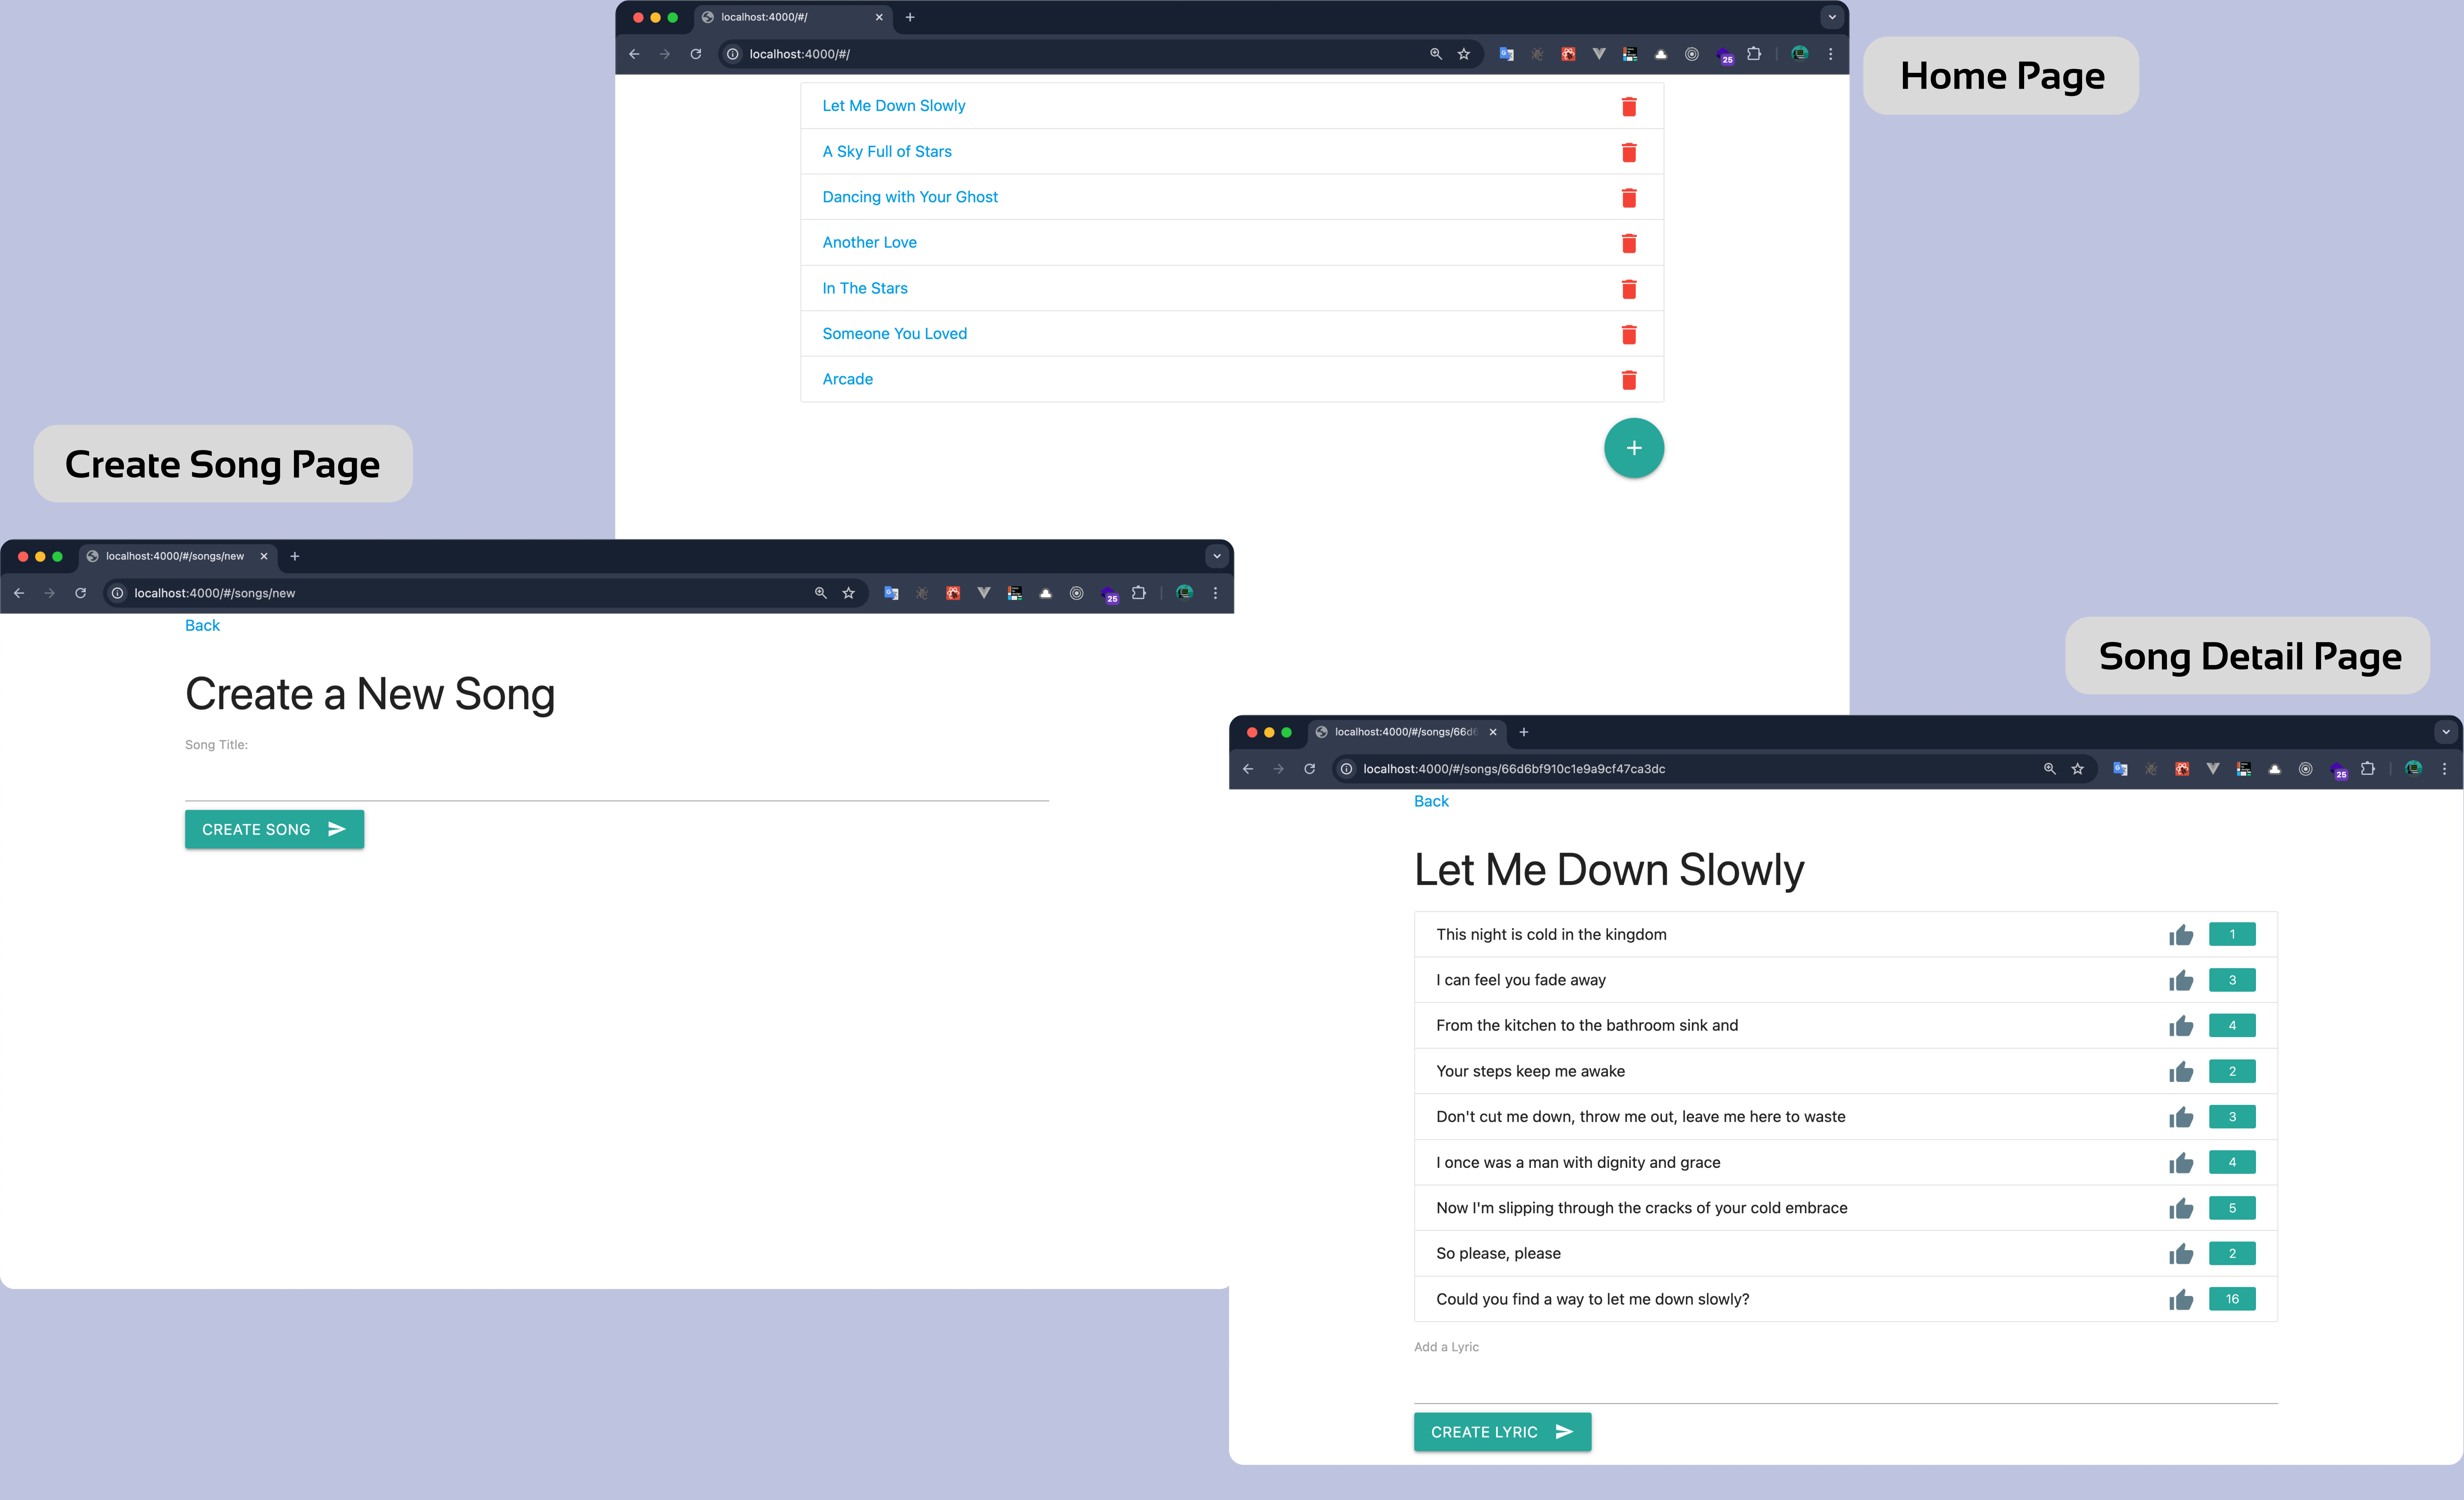 localhost:4000/#/
localhost:4000/#/
25
Home Page
Let Me Down Slowly
A Sky Full of Stars
Dancing with Your Ghost
Another Love
In The Stars
Someone You Loved
Arcade
+
Create Song Page
localhost:4000/#/songs/new
localhost:4000/#/songs/new
25
Back
Create a New Song
Song Title:
CREATE SONG
Song Detail Page
localhost:4000/#/songs/66d6
localhost:4000/#/songs/66d6bf910c1e9a9cf47ca3dc
25
Back
Let Me Down Slowly
This night is cold in the kingdom 1
I can feel you fade away 3
From the kitchen to the bathroom sink and 4
Your steps keep me awake 2
Don't cut me down, throw me out, leave me here to waste 3
I once was a man with dignity and grace 4
Now I'm slipping through the cracks of your cold embrace 5
So please, please 2
Could you find a way to let me down slowly? 16
Add a Lyric
CREATE LYRIC